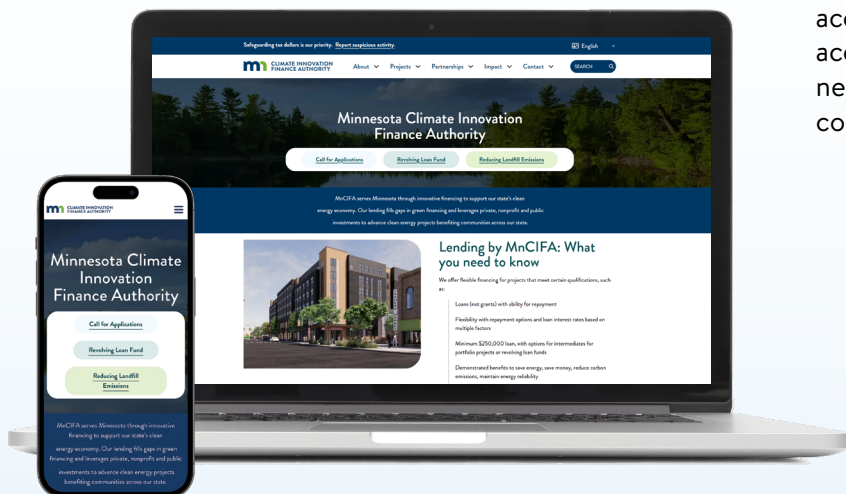 acc
acc
ne
co
Safeguarding tax dollars is our priority. Report suspicious activity.
English
mn CLIMATE INNOVATION
FINANCE AUTHORITY
About
Projects
Partnerships
Impact
Contact
SEARCH
Minnesota Climate Innovation
Finance Authority
Call for Applications
Revolving Loan Fund
Reducing Landfill Emissions
MnCIFA serves Minnesota through innovative financing to support our state's clean
energy economy. Our lending fills gaps in green financing and leverages private, nonprofit and public
investments to advance clean energy projects benefiting communities across our state.
Lending by MnCIFA: What
you need to know
We offer flexible financing for projects that meet certain qualifications, such
as:
Loans (not grants) with ability for repayment
Flexibility with repayment options and loan interest rates based on
multiple factors
Minimum $250,000 loan, with options for intermediates for
portfolio projects or revolving loan funds
Demonstrated benefits to save energy, save money, reduce carbon
emissions, maintain energy reliability
mn CLIMATE INNOVATION
FINANCE AUTHORITY
Minnesota Climate
Innovation
Finance Authority
Call for Applications
Revolving Loan Fund
Reducing Landfill
Emissions
MnCIFA serves Minnesota through innovative
financing to support our state's clean
energy economy. Our lending fills gaps in green
financing and leverages private, nonprofit and public
investments to advance clean energy projects
benefiting communities across our state.